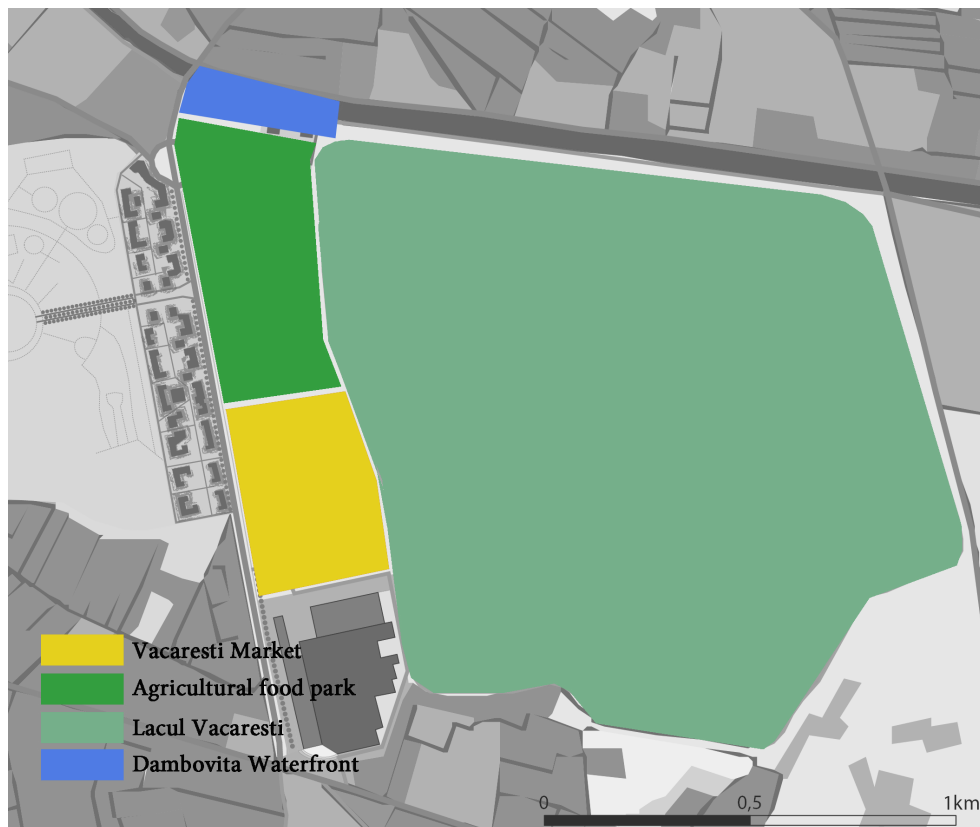 Vacaresti Market
Agricultural food park
Lacul Vacaresti
Dambovita Waterfront
0 0,5 1km